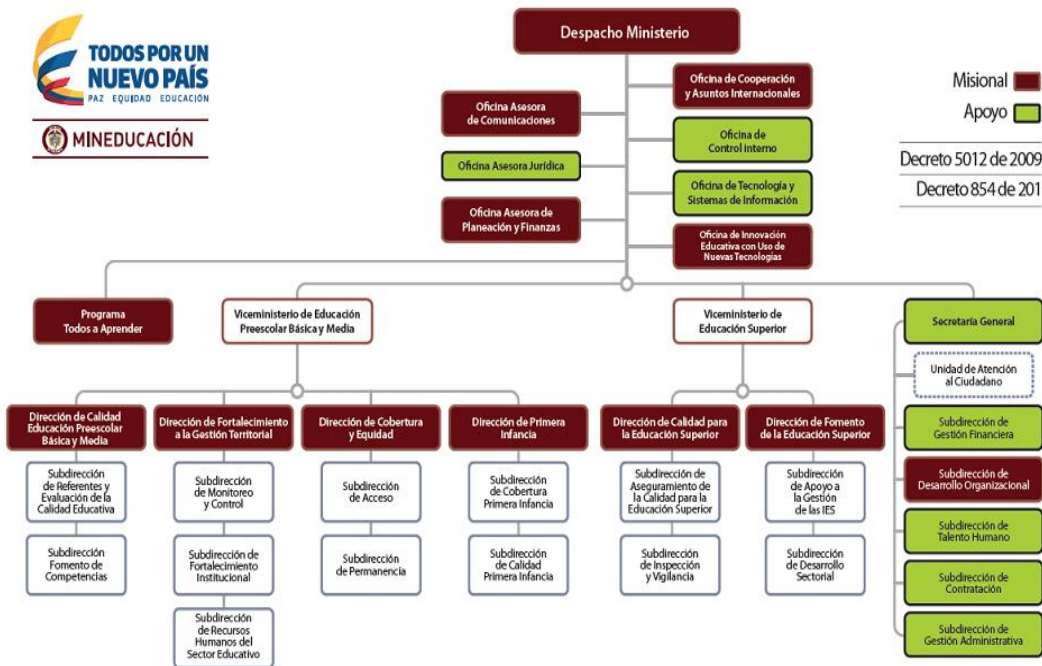 TODOS POR UN
NUEVO PAÍS
PAZ EQUIDAD EDUCACIÓN
MINEDUCACIÓN
Despacho Ministerio
Oficina de Cooperación
y Asuntos Internacionales
Oficina Asesora
de Comunicaciones
Oficina de
Control interno
Oficina Asesora Jurídica
Oficina de Tecnología y
Sistemas de Información
Oficina Asesora de
Planeación y Finanzas
Oficina de Innovación
Educativa con Uso de
Nuevas Tecnologías
Misional
Apoyo
Decreto 5012 de 2009
Decreto 854 de 201
Programa
Todos a Aprender
Viceministerio de Educación
Preescolar Básica y Media
Viceministerio de
Educación Superior
Secretaría General
Unidad de Atención
al Ciudadano
Subdirección de
Gestión Financiera
Subdirección de
Desarrollo Organizacional
Subdirección de
Talento Humano
Subdirección de
Contratación
Subdirección de
Gestión Administrativa
Dirección de Calidad
Educación Preescolar
Básica y Media
Subdirección
de Referentes y
Evaluación de la
Calidad Educativa
Subdirección
Fomento de
Competencias
Dirección de Fortalecimiento
a la Gestión Territorial
Subdirección
de Monitoreo
y Control
Subdirección de
Fortalecimiento
Institucional
Subdirección
de Recursos
Humanos del
Sector Educativo
Dirección de Cobertura
y Equidad
Subdirección
de Acceso
Subdirección
de Permanencia
Dirección de Primera
Infancia
Subdirección
de Cobertura
Primera Infancia
Subdirección
de Calidad
Primera Infancia
Dirección de Calidad para
la Educación Superior
Subdirección de
Aseguramiento de
la Calidad para la
Educación Superior
Subdirección
de Inspección
y Vigilancia
Dirección de Fomento
de la Educación Superior
Subdirección
de Apoyo a
la Gestión
de las IES
Subdirección
de Desarrollo
Sectorial